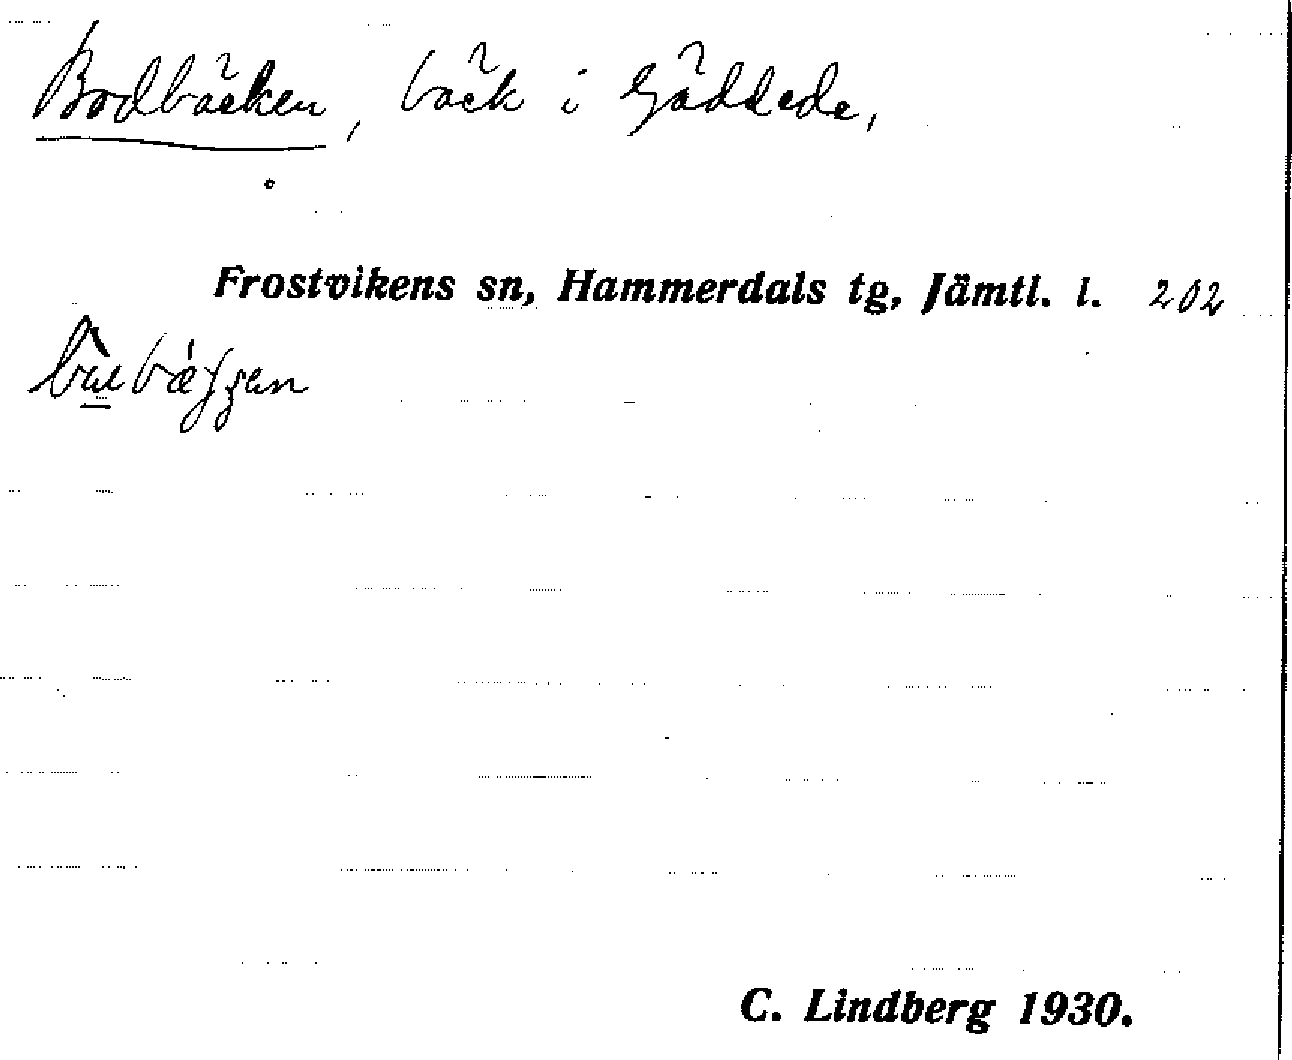 Bodbäcken, bäck i Gäddede,
Frostvikens sn, Hammerdals tg, Jämtl. l. 202
C. Lindberg 1930.